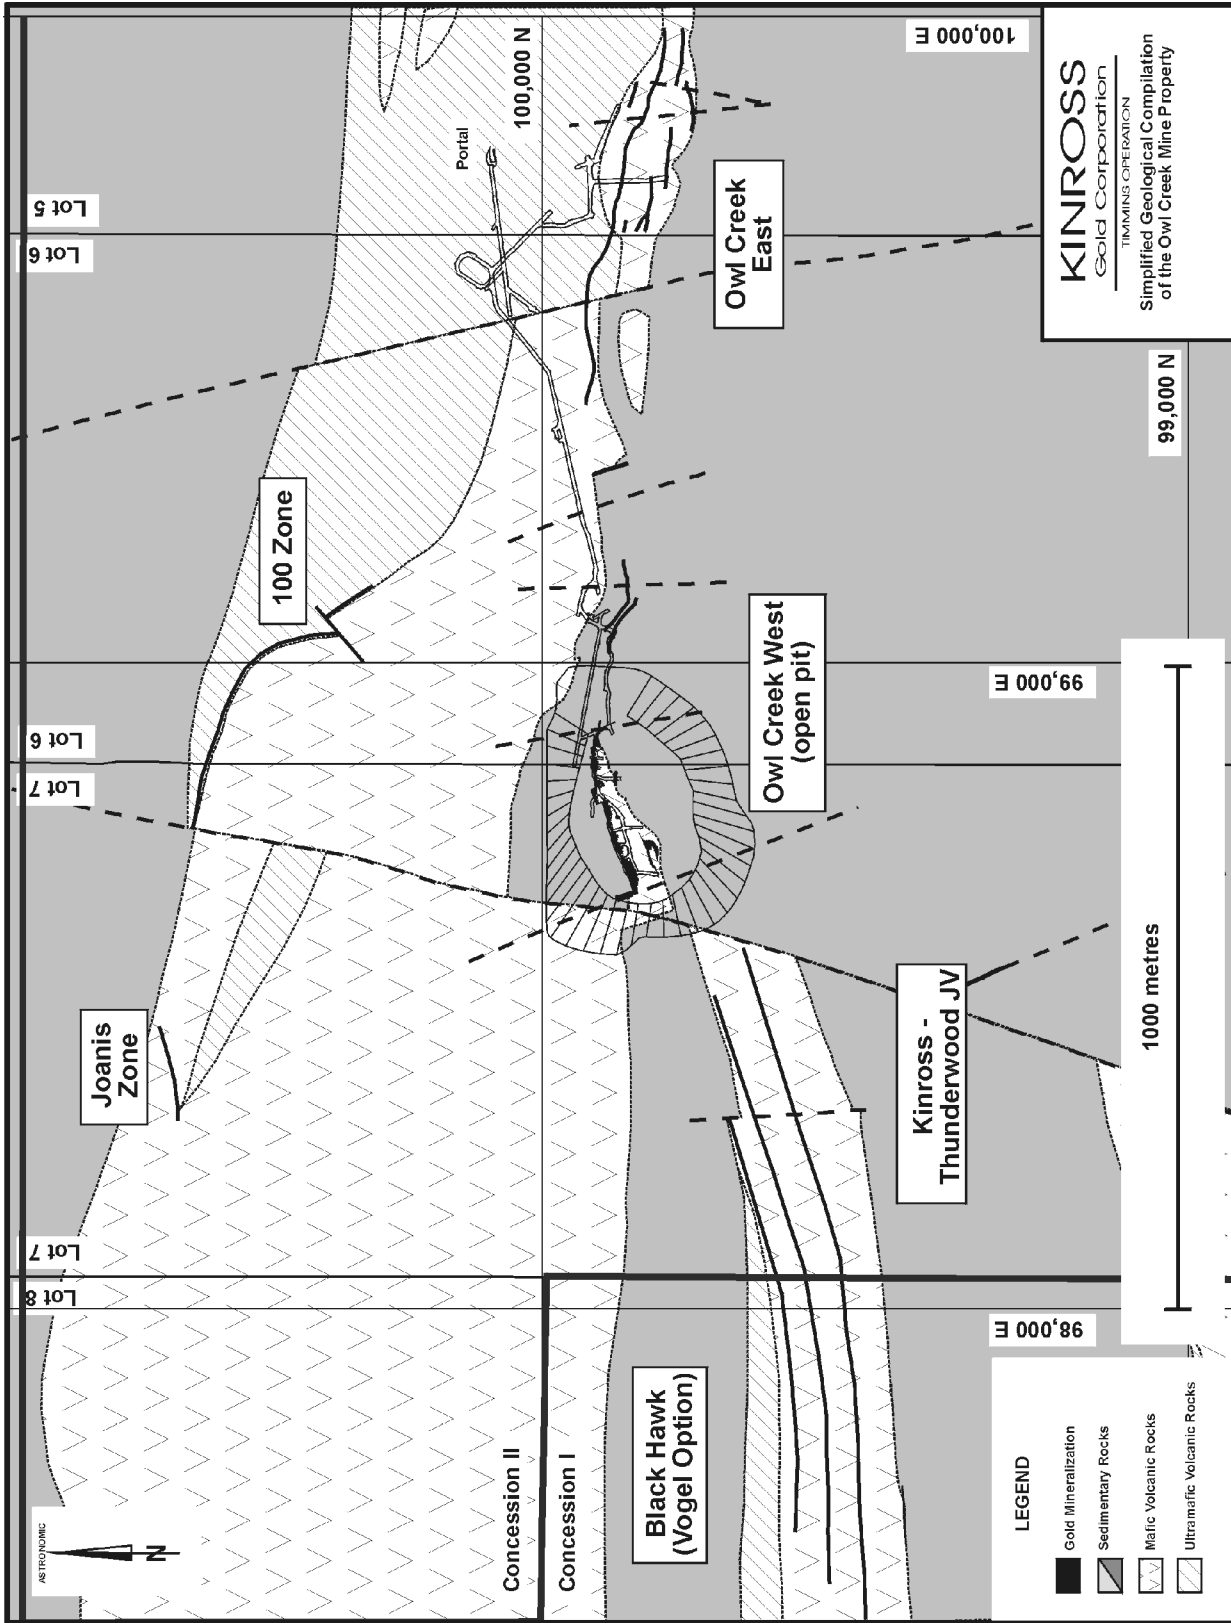 Lot 5
Lot 6
100,000 E
100,000 N
Portal
KINROSS
Gold Corporation
TIMMINS OPERATION
Simplified Geological Compilation
of the Owl Creek Mine Property
Owl Creek
East
99,000 N
100 Zone
Lot 6
Lot 7
99,000 E
Owl Creek West
(open pit)
Joanis
Zone
Kinross -
Thunderwood JV
1000 metres
Lot 7
Lot 8
98,000 E
Concession II
Concession I
Black Hawk
(Vogel Option)
ASTRONOMIC
N
LEGEND
Gold Mineralization
Sedimentary Rocks
Mafic Volcanic Rocks
Ultramafic Volcanic Rocks